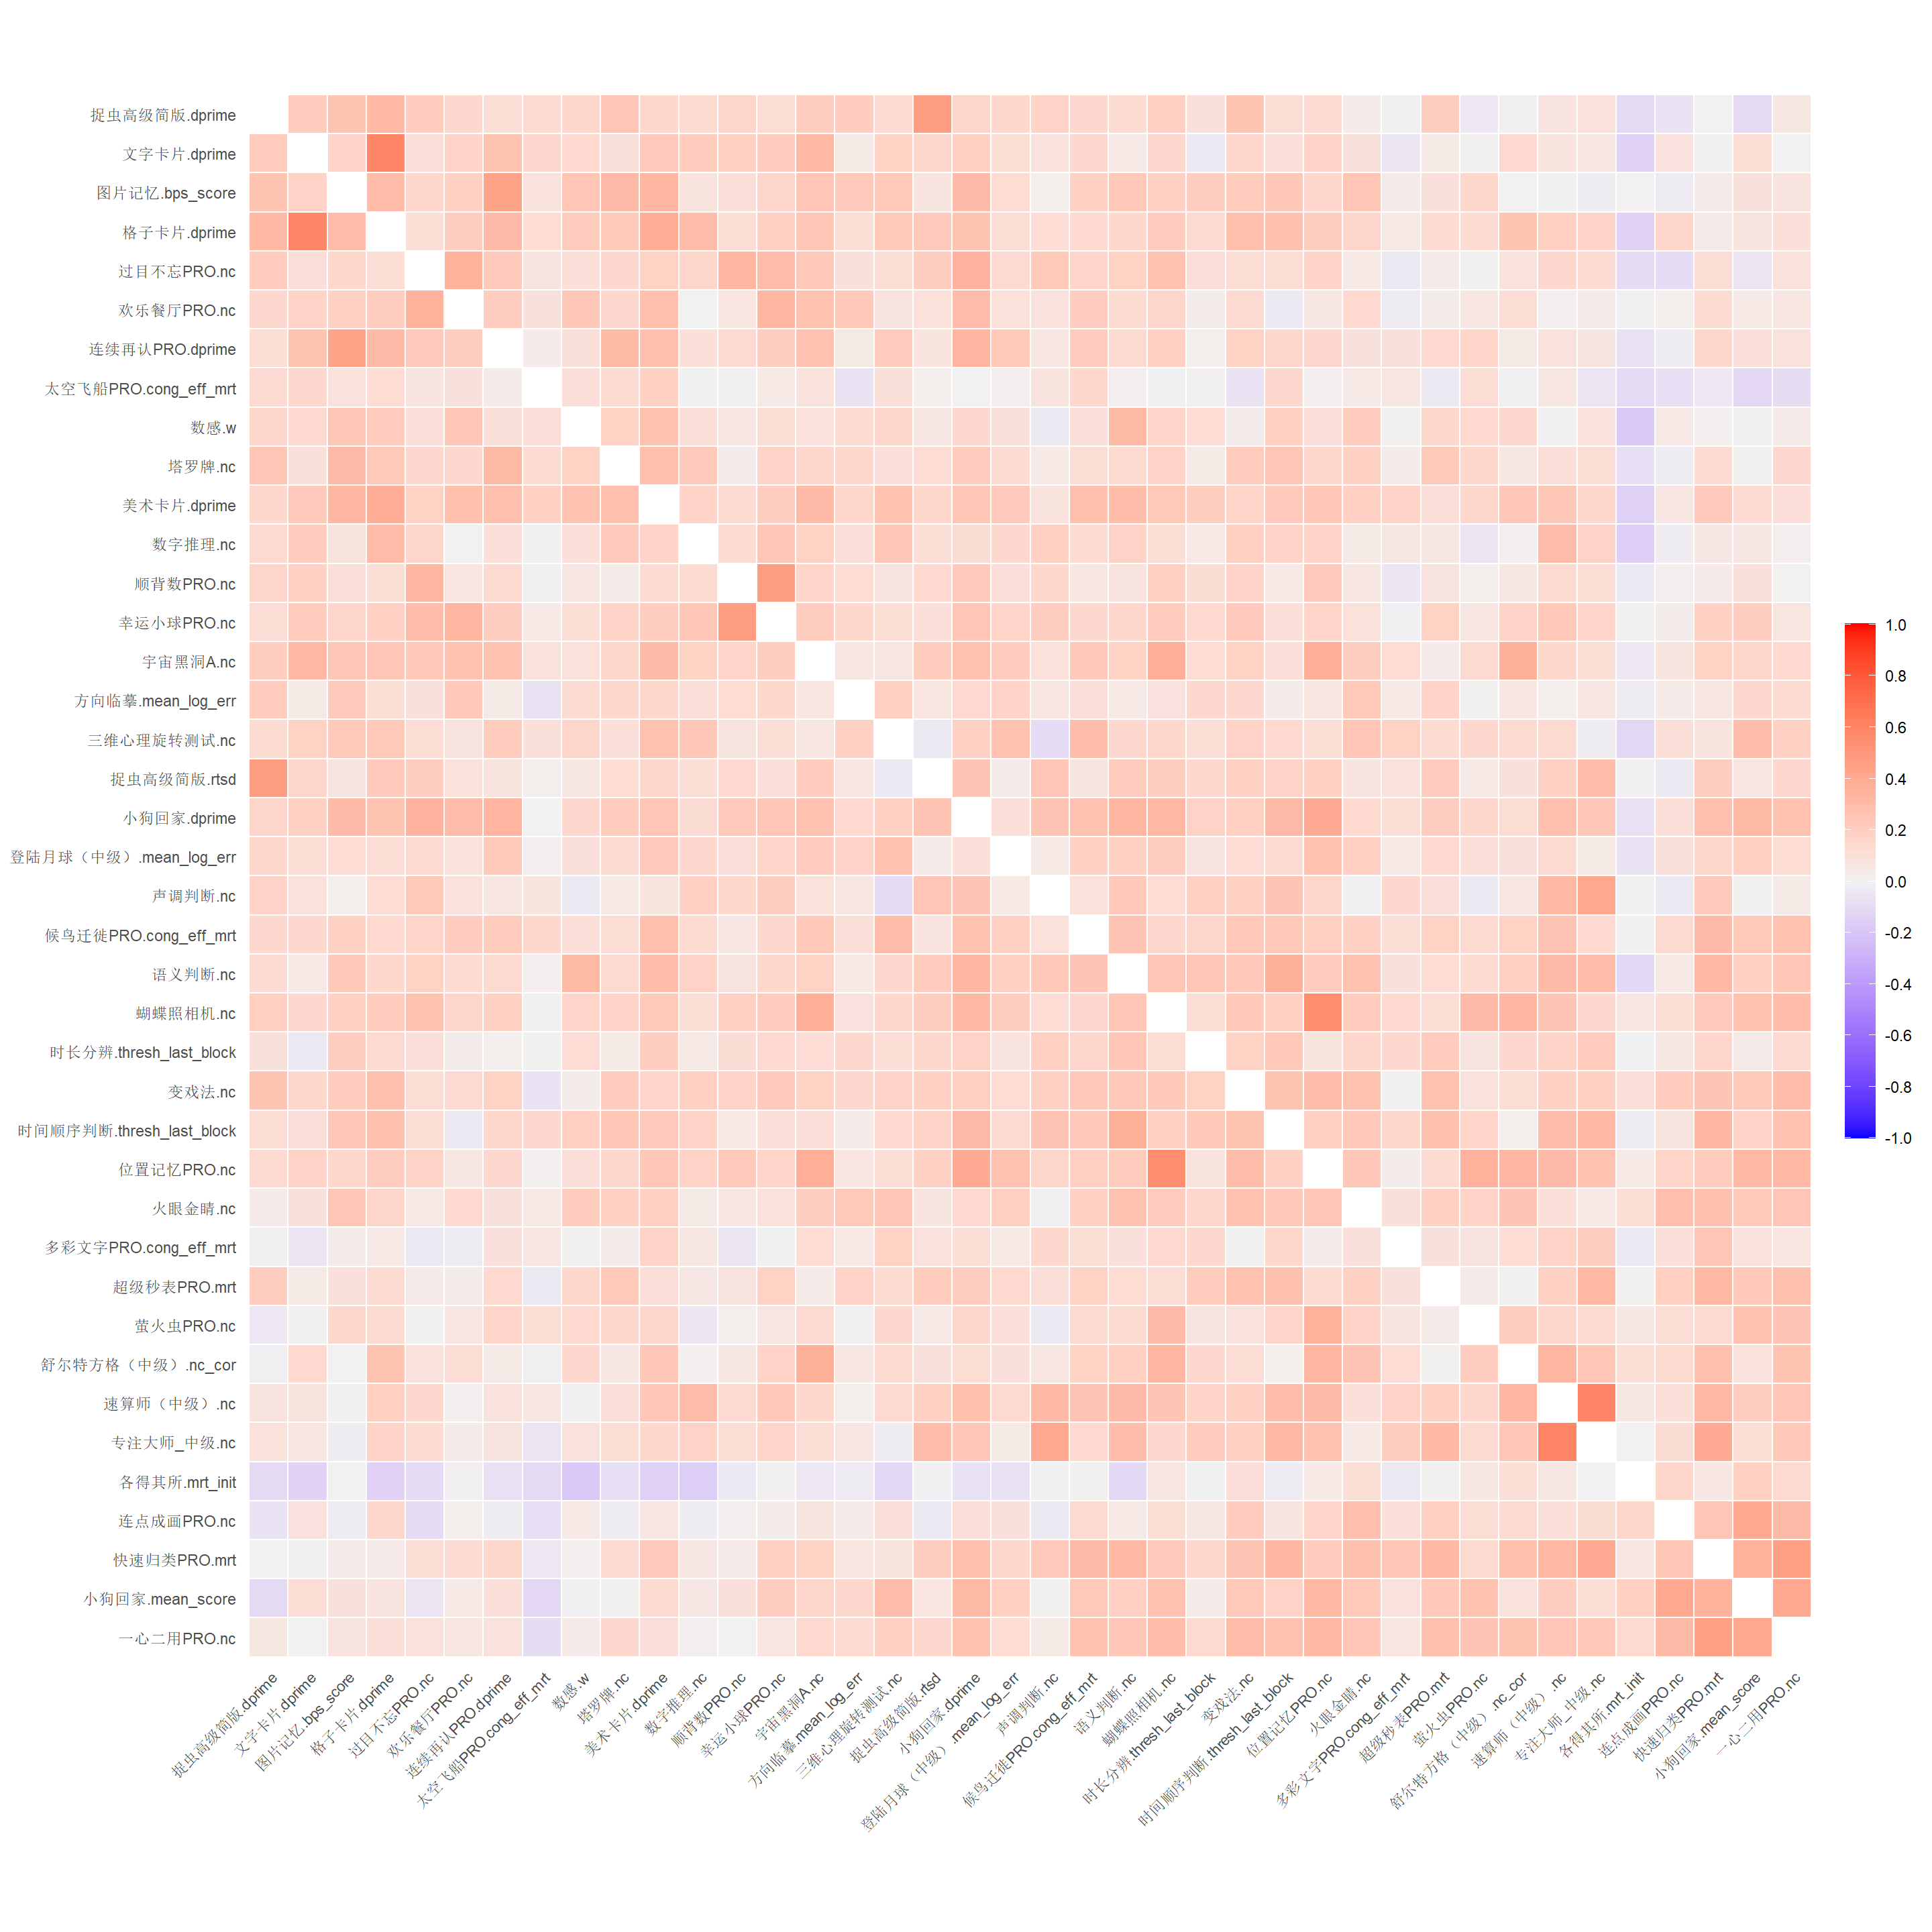 捉虫高级简版.dprime
文字卡片.dprime
图片记忆.bps_score
格子卡片.dprime
过目不忘PRO.nc
欢乐餐厅PRO.nc
连续再认PRO.dprime
太空飞船PRO.cong_eff_mrt
数感.w
塔罗牌.nc
美术卡片.dprime
数字推理.nc
顺背数PRO.nc
幸运小球PRO.nc
宇宙黑洞A.nc
方向临摹.mean_log_err
三维心理旋转测试.nc
捉虫高级简版.rtsd
小狗回家.dprime
登陆月球（中级）.mean_log_err
声调判断.nc
候鸟迁徙PRO.cong_eff_mrt
语义判断.nc
蝴蝶照相机.nc
时长分辨.thresh_last_block
变戏法.nc
时间顺序判断.thresh_last_block
位置记忆PRO.nc
火眼金睛.nc
多彩文字PRO.cong_eff_mrt
超级秒表PRO.mrt
萤火虫PRO.nc
舒尔特方格（中级）.nc_cor
速算师（中级）.nc
专注大师_中级.nc
各得其所.mrt_init
连点成画PRO.nc
快速归类PRO.mrt
小狗回家.mean_score
一心二用PRO.nc
捉虫高级简版.dprime
文字卡片.dprime
图片记忆.bps_score
格子卡片.dprime
过目不忘PRO.nc
欢乐餐厅PRO.nc
连续再认PRO.dprime
太空飞船PRO.cong_eff_mrt
数感.w
塔罗牌.nc
美术卡片.dprime
数字推理.nc
顺背数PRO.nc
幸运小球PRO.nc
宇宙黑洞A.nc
方向临摹.mean_log_err
三维心理旋转测试.nc
捉虫高级简版.rtsd
小狗回家.dprime
登陆月球（中级）.mean_log_err
声调判断.nc
候鸟迁徙PRO.cong_eff_mrt
语义判断.nc
蝴蝶照相机.nc
时长分辨.thresh_last_block
变戏法.nc
时间顺序判断.thresh_last_block
位置记忆PRO.nc
火眼金睛.nc
多彩文字PRO.cong_eff_mrt
超级秒表PRO.mrt
萤火虫PRO.nc
舒尔特方格（中级）.nc_cor
速算师（中级）.nc
专注大师_中级.nc
各得其所.mrt_init
连点成画PRO.nc
快速归类PRO.mrt
小狗回家.mean_score
一心二用PRO.nc
1.0
0.8
0.6
0.4
0.2
0.0
-0.2
-0.4
-0.6
-0.8
-1.0